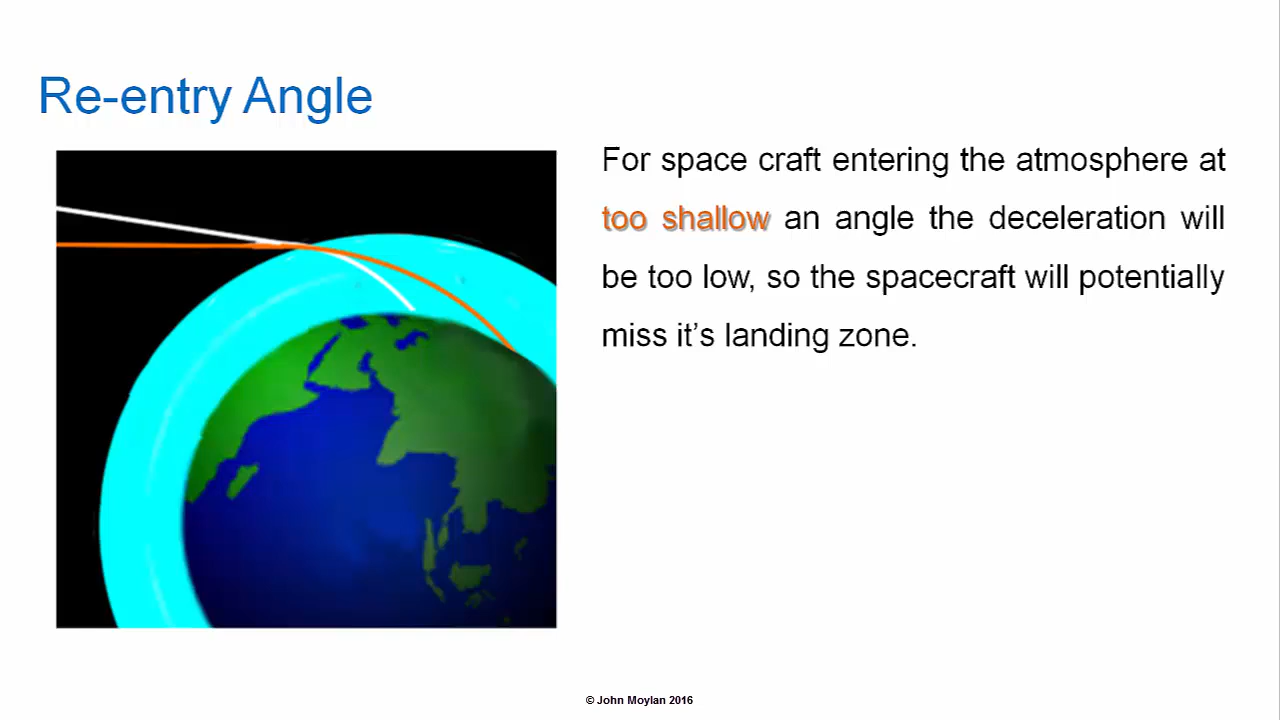 Re-entry Angle
For space craft entering the atmosphere at
too shallow an angle the deceleration will
be too low, so the spacecraft will potentially
miss it’s landing zone.
© John Moylan 2016